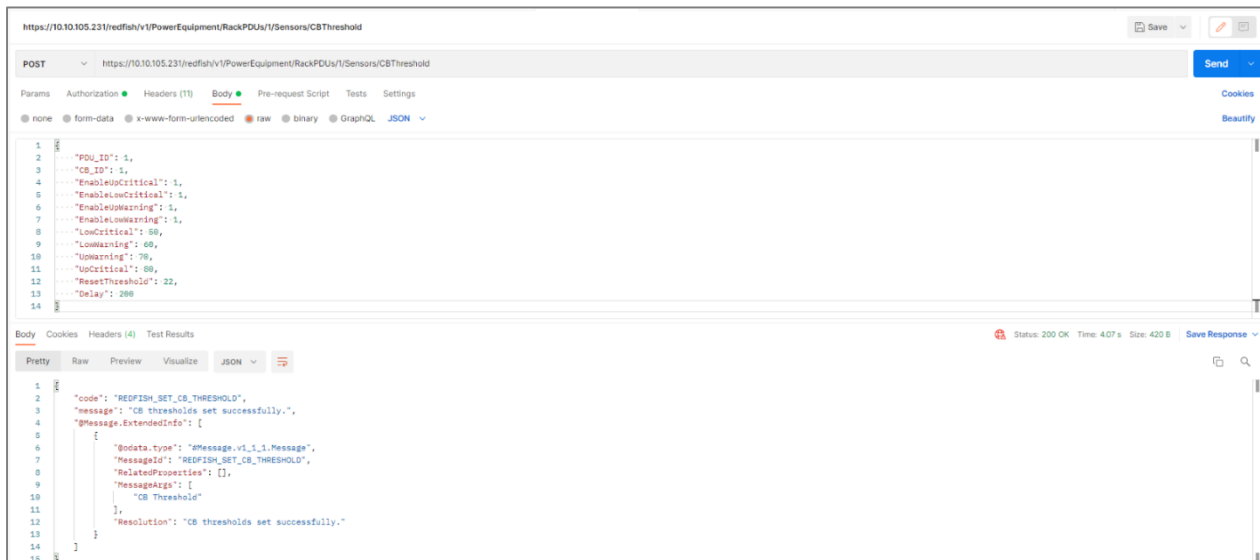 https://10.10.105.231/redfish/v1/PowerEquipment/RackPDUs/1/Sensors/CBThreshold
Save
POST https://10.10.105.231/redfish/v1/PowerEquipment/RackPDUs/1/Sensors/CBThreshold Send
Params Authorization Headers (11) Body Pre-request Script Tests Settings Cookies
none form-data x-www-form-urlencoded raw binary GraphQL JSON Beautify
1 {
2 "PDU_ID": 1,
3 "CB_ID": 1,
4 "EnableUpCritical": 1,
5 "EnableLowCritical": 1,
6 "EnableUpWarning": 1,
7 "EnableLowWarning": 1,
8 "LowCritical": 50,
9 "LowWarning": 60,
10 "UpWarning": 70,
11 "UpCritical": 80,
12 "ResetThreshold": 22,
13 "Delay": 200
14 }
Body Cookies Headers (4) Test Results Status: 200 OK Time: 4.07 s Size: 420 B Save Response
Pretty Raw Preview Visualize JSON
1 {
2 "code": "REDFISH_SET_CB_THRESHOLD",
3 "message": "CB thresholds set successfully.",
4 "@Message.ExtendedInfo": [
5 {
6 "@odata.type": "#Message.v1_1_1.Message",
7 "MessageId": "REDFISH_SET_CB_THRESHOLD",
8 "RelatedProperties": [],
9 "MessageArgs": [
10 "CB Threshold"
11 ],
12 "Resolution": "CB thresholds set successfully."
13 }
14 ]
15 }